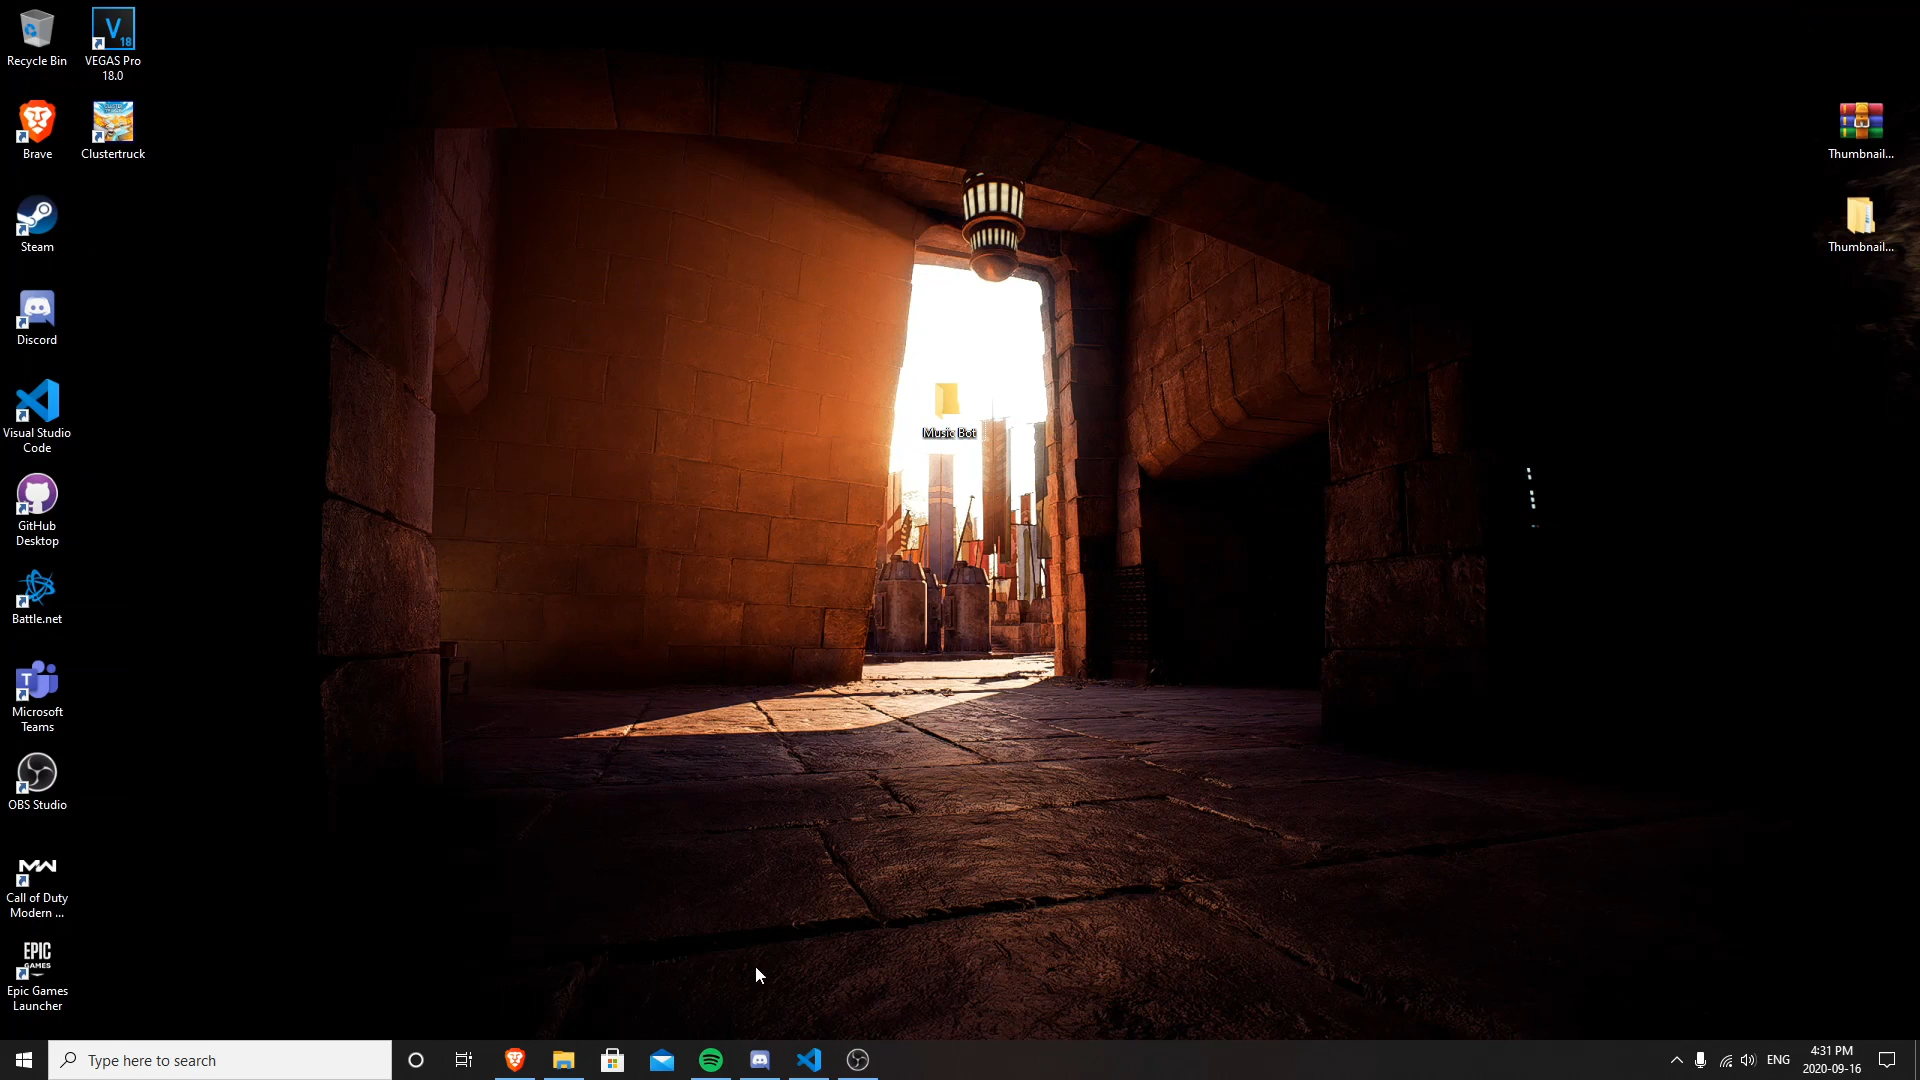 Recycle Bin
VEGAS Pro
18.0
Brave
Clustertruck
Steam
Discord
Visual Studio
Code
GitHub
Desktop
Battle.net
Microsoft
Teams
OBS Studio
Call of Duty
Modern ...
EPIC
GAMES
Epic Games
Launcher
Music Bot
Thumbnail...
Thumbnail...
Type here to search
ENG
4:31 PM
2020-09-16